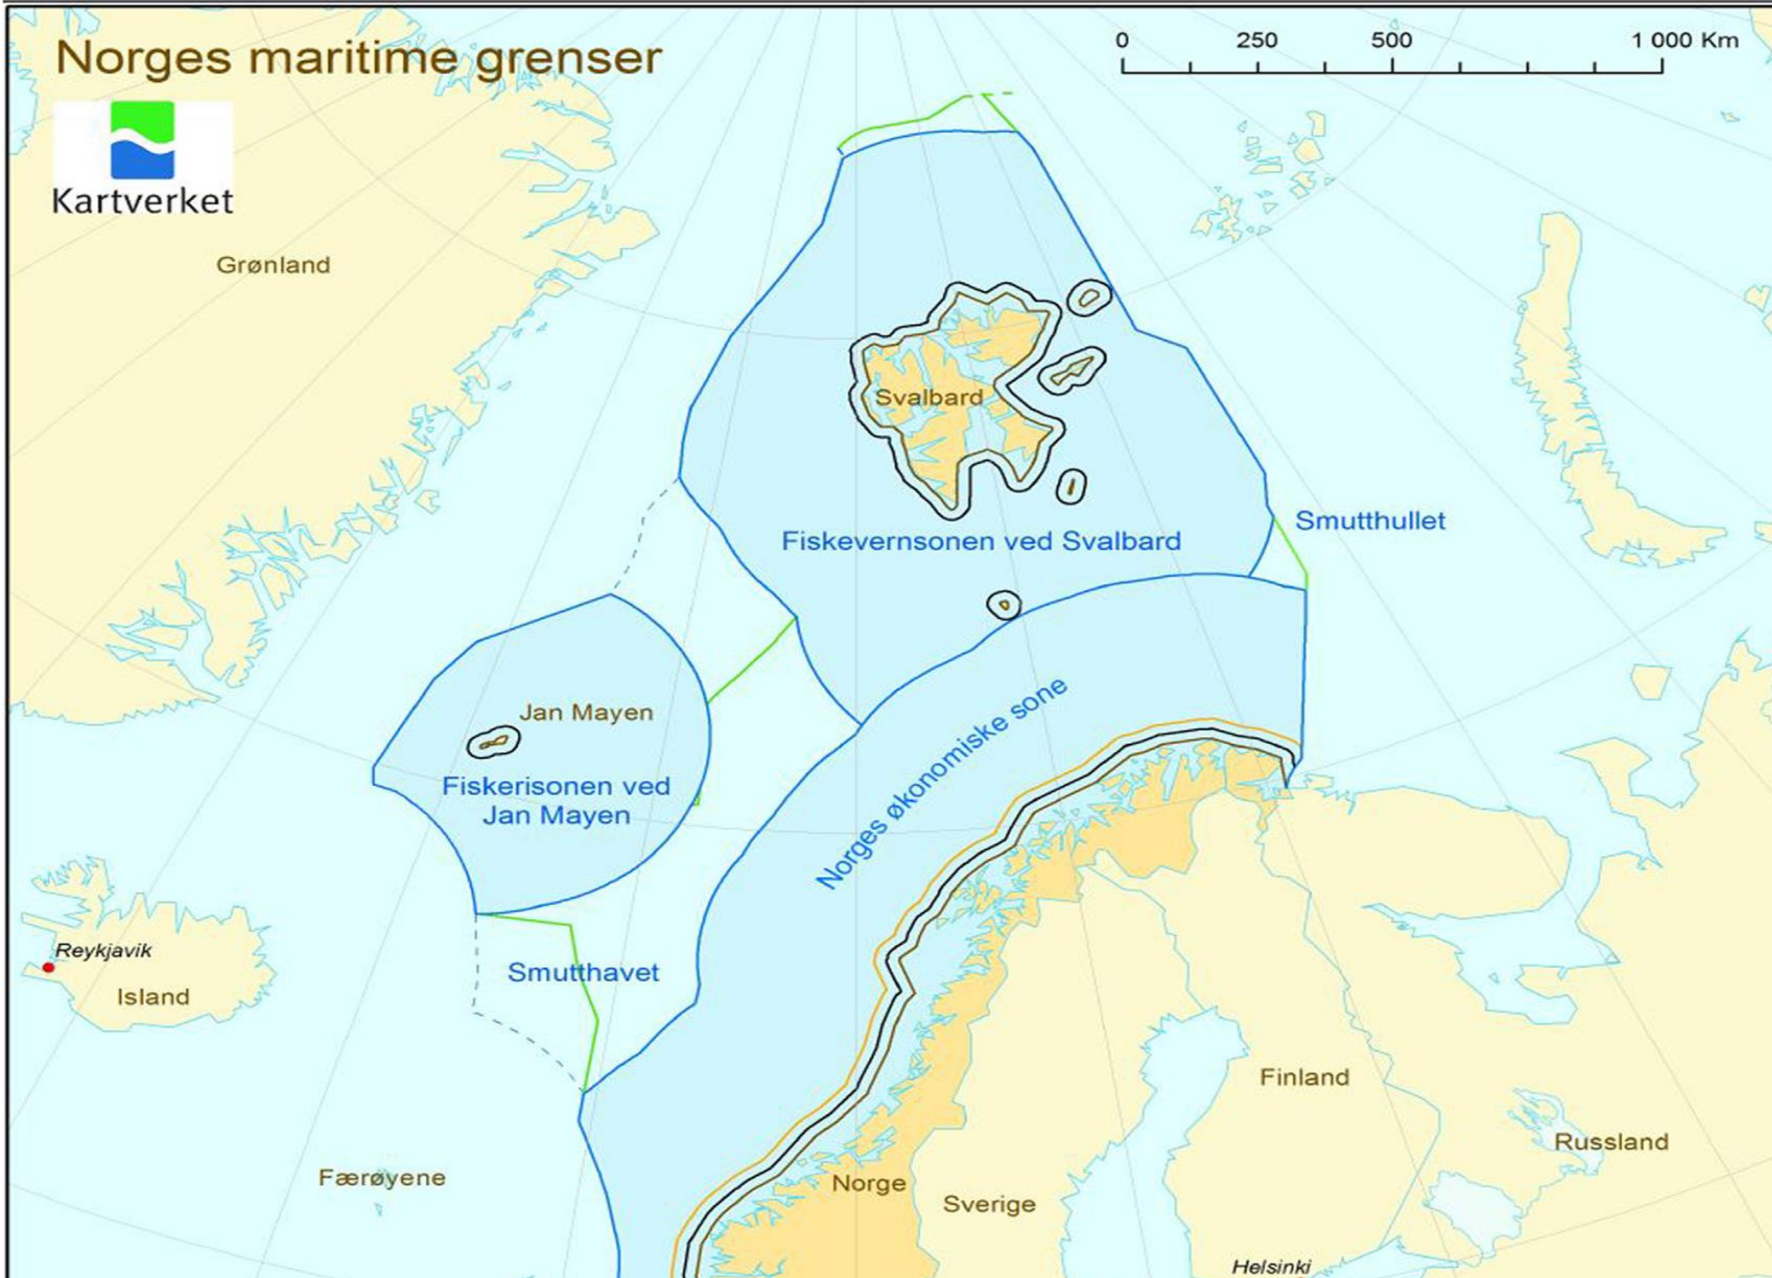 Norges maritime grenser
0 250 500 1 000 Km
Kartverket
Grønland
Svalbard
Smutthullet
Fiskevernsonen ved Svalbard
Jan Mayen
Fiskerisonen ved
Jan Mayen
Norges økonomiske sone
Reykjavik
Smutthavet
Island
Finland
Russland
Færøyene
Norge
Sverige
Helsinki